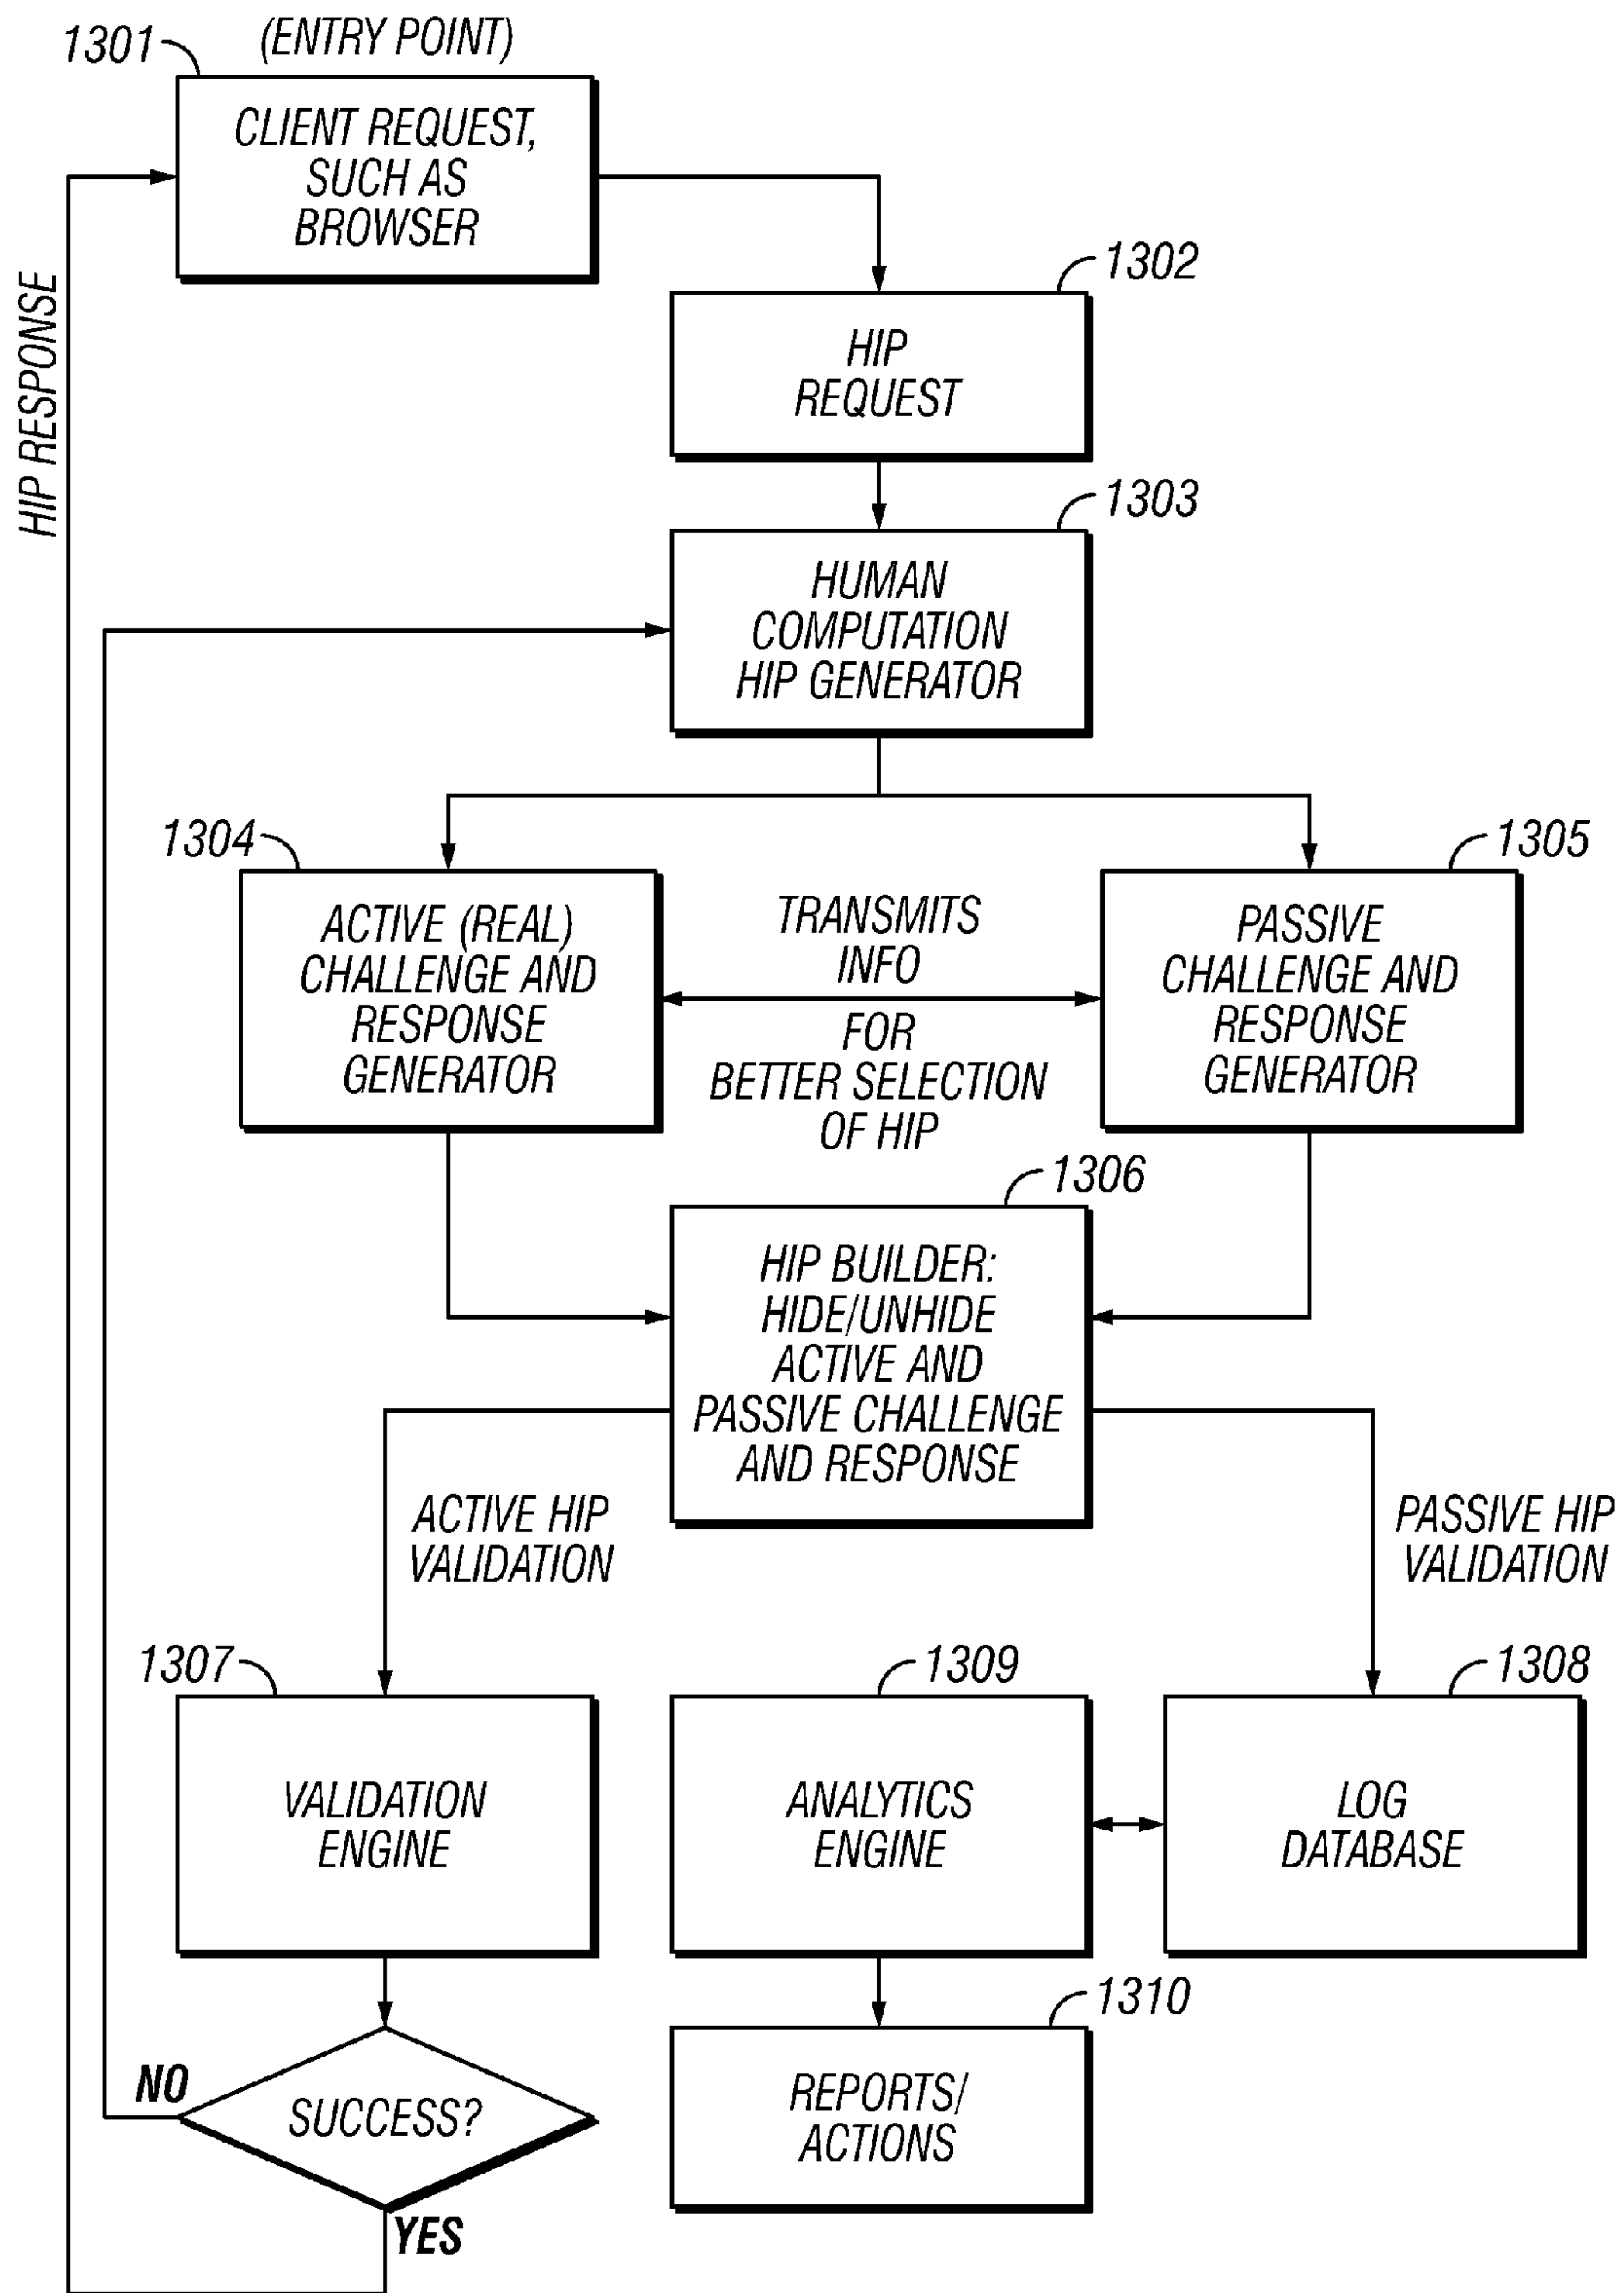 1301
(ENTRY POINT)
CLIENT REQUEST,
SUCH AS
BROWSER
HIP RESPONSE
1302
HIP
REQUEST
1303
HUMAN
COMPUTATION
HIP GENERATOR
1304
ACTIVE (REAL)
CHALLENGE AND
RESPONSE
GENERATOR
TRANSMITS
INFO
FOR
BETTER SELECTION
OF HIP
1305
PASSIVE
CHALLENGE AND
RESPONSE
GENERATOR
1306
HIP BUILDER:
HIDE/UNHIDE
ACTIVE AND
PASSIVE CHALLENGE
AND RESPONSE
ACTIVE HIP
VALIDATION
PASSIVE HIP
VALIDATION
1307
VALIDATION
ENGINE
1309
ANALYTICS
ENGINE
1308
LOG
DATABASE
NO
SUCCESS?
YES
1310
REPORTS/
ACTIONS